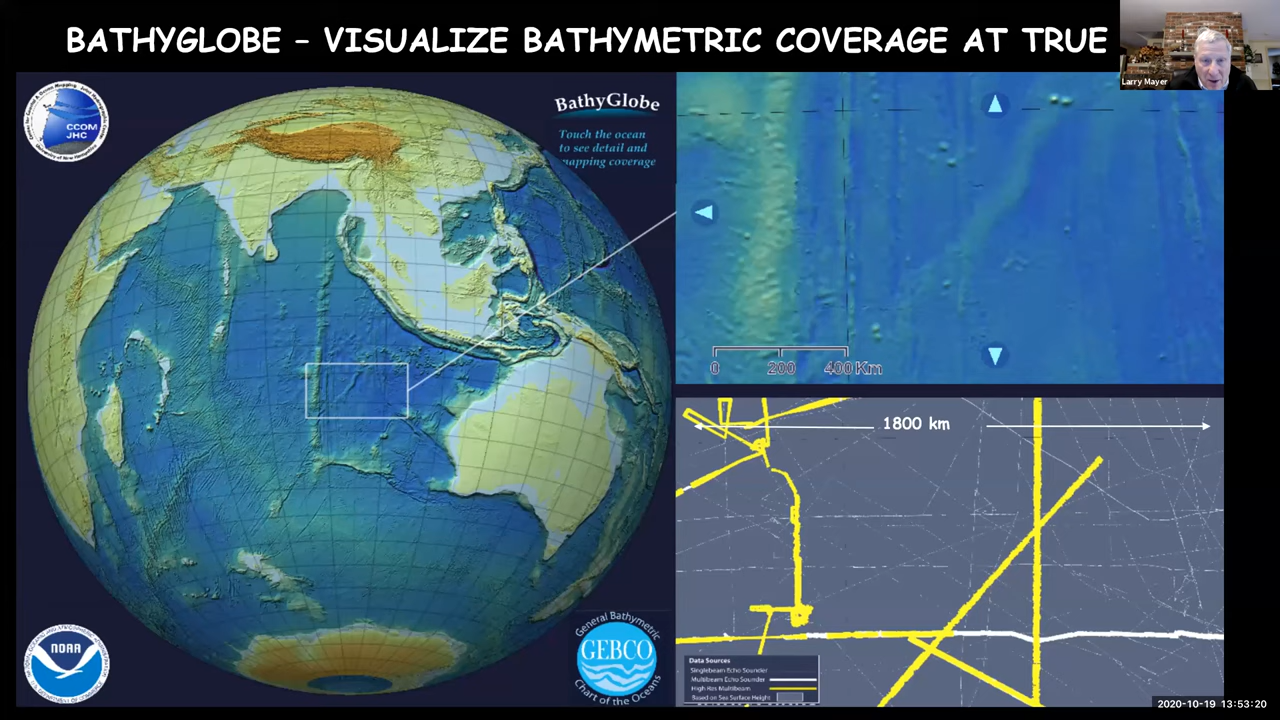 BATHYGLOBE – VISUALIZE BATHYMETRIC COVERAGE AT TRUE
Larry Mayer
CCOM
JHC
BathyGlobe
Touch the ocean
to see detail and
mapping coverage
0 200 400 Km
1800 km
Data Sources
Singlebeam Echo Sounder
Multibeam Echo Sounder
High Res Multibeam
Based on Sea Surface Height
NOAA
General Bathymetric
GEBCO
Chart of the Oceans
2020-10-19 13:53:20